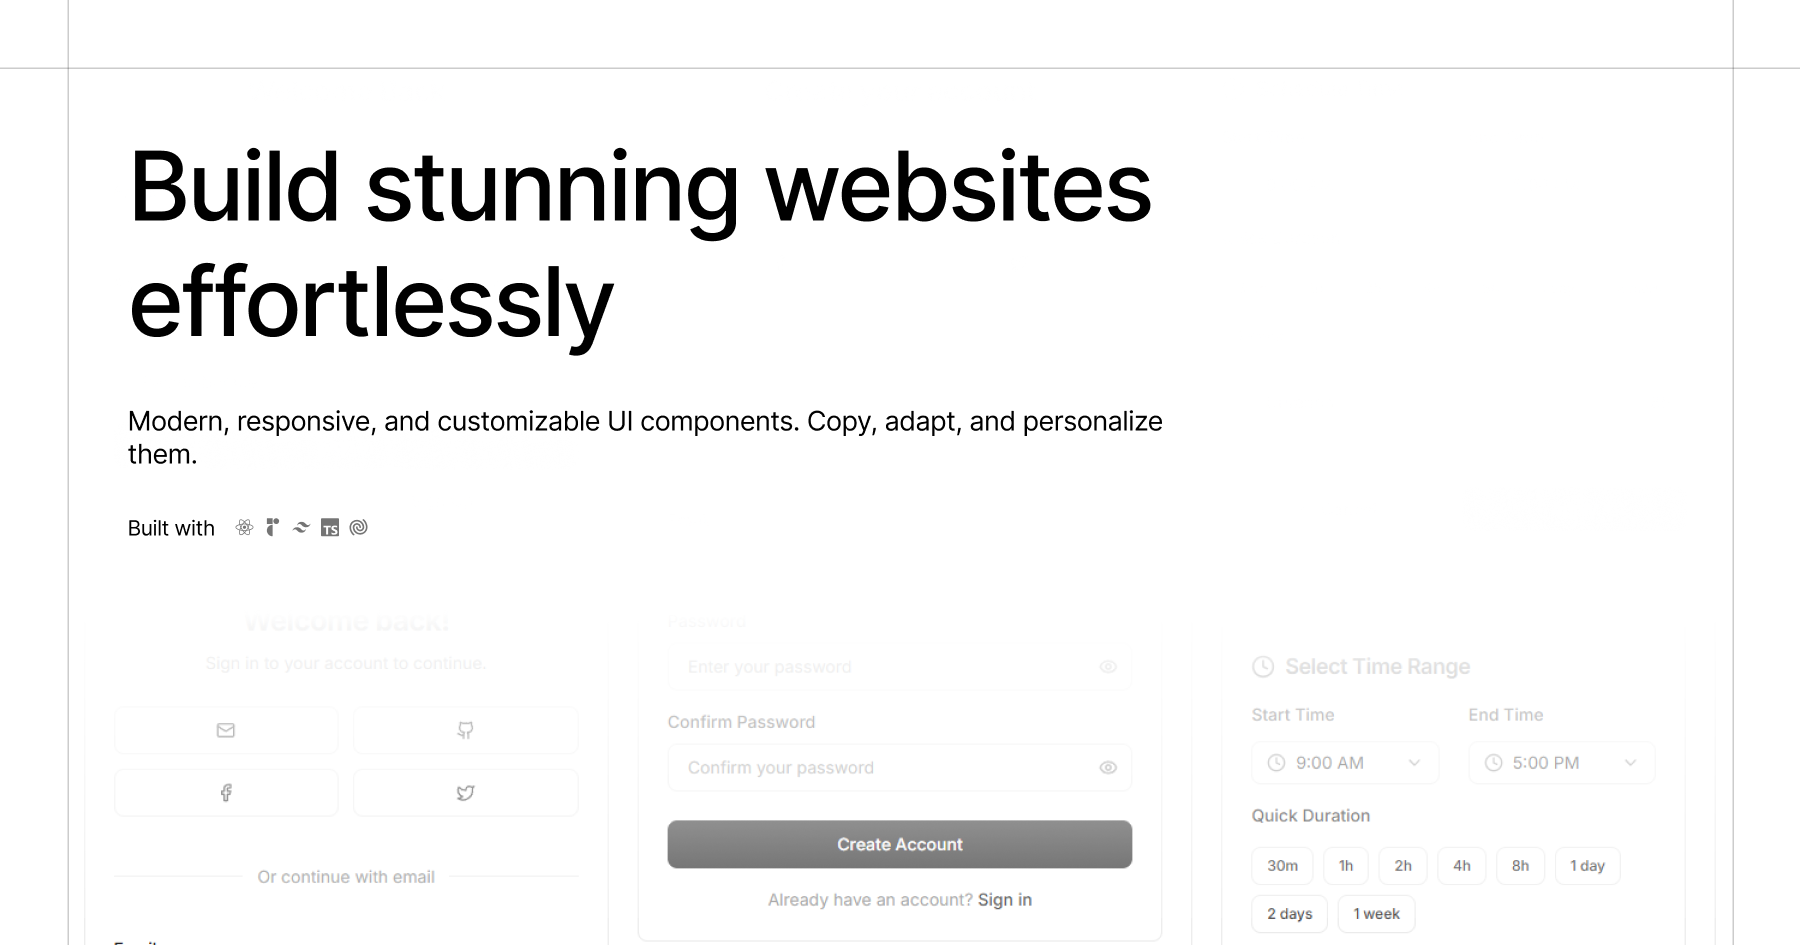 Build stunning websites
effortlessly
Modern, responsive, and customizable UI components. Copy, adapt, and personalize
them.
Built with
TS
Welcome back!
Sign in to your account to continue.
Or continue with email
Password
Enter your password
Confirm Password
Confirm your password
Create Account
Already have an account? Sign in
Select Time Range
Start Time End Time
9:00 AM 5:00 PM
Quick Duration
30m 1h 2h 4h 8h 1 day
2 days 1 week